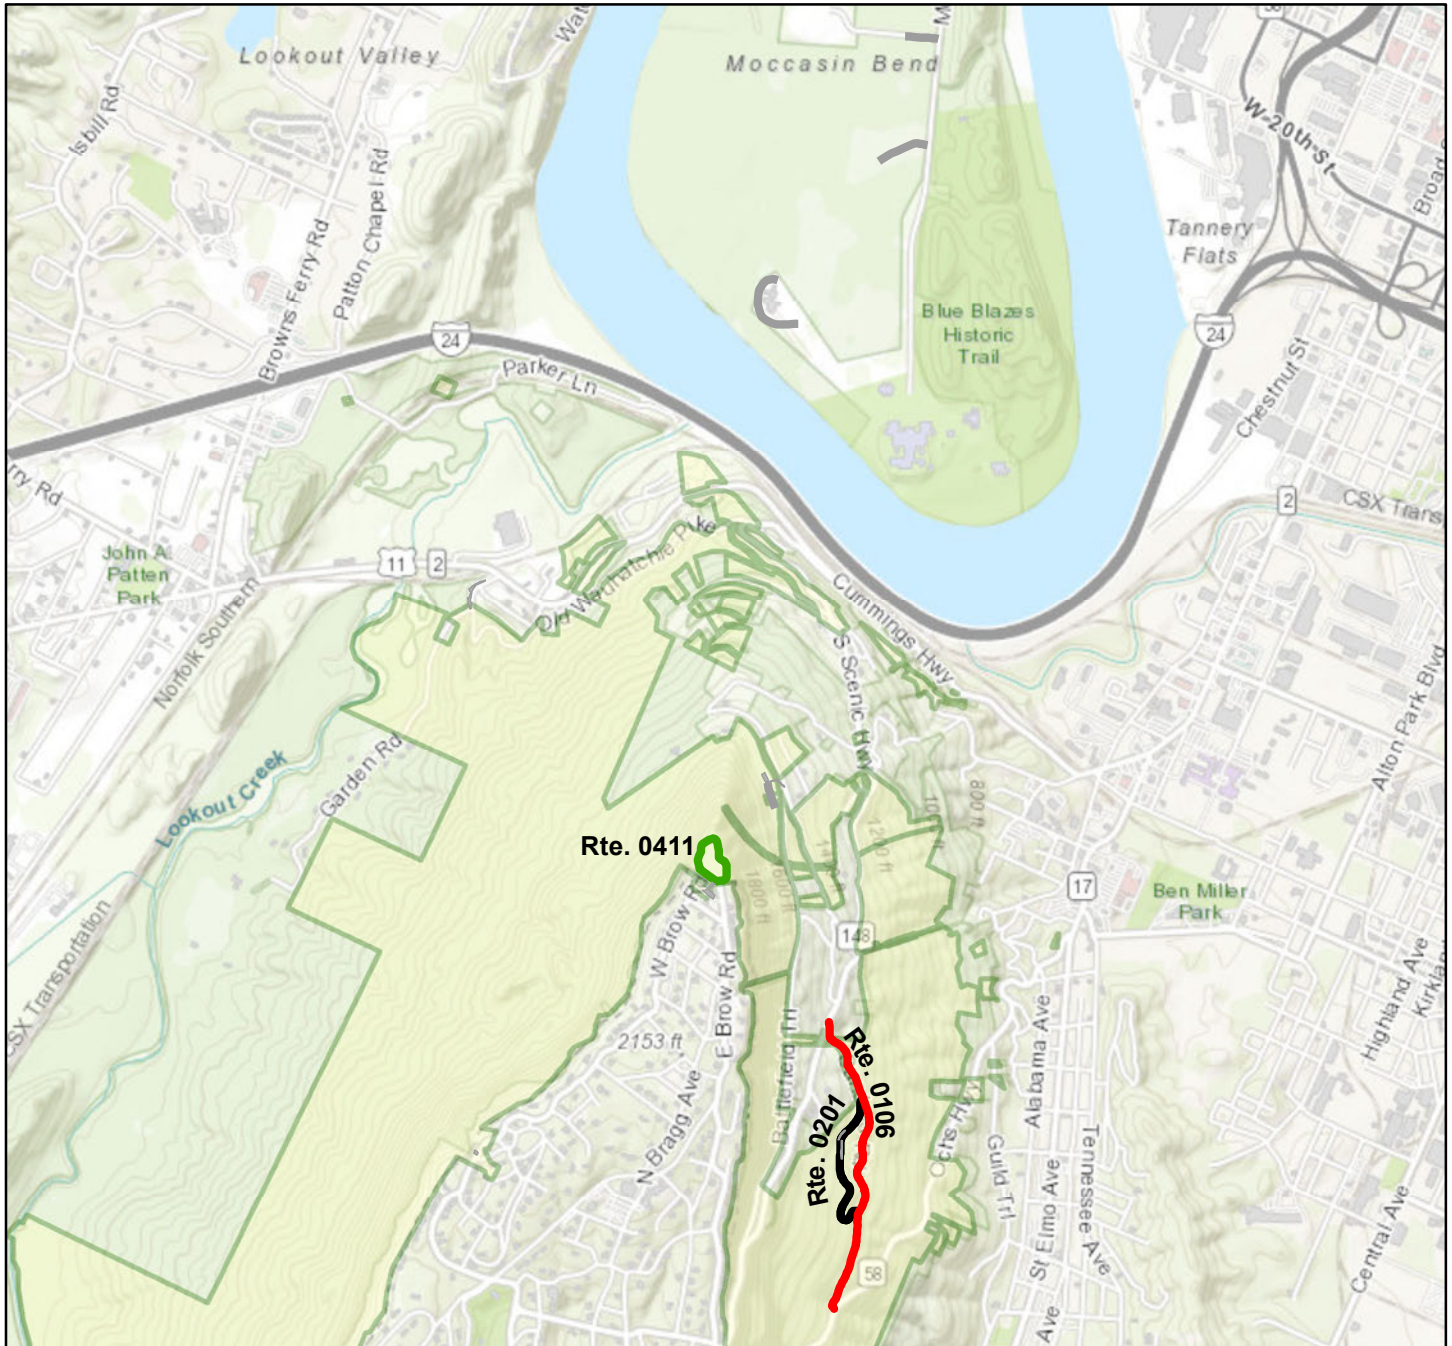 Lookout Valley
Moccasin Bend
W 20th St
Isbill Rd
Patton Chapel Rd
Browns Ferry Rd
Tannery
Flats
Blue Blazes
Historic
Trail
24
24
Parker Ln
Chestnut St
2
John A.
Patten
Park
11
2
Old Wauhatchie Pike
Cummings Hwy
S Scenic Hwy
Norfolk Southern
Alton Park Blvd
Lookout Creek
Garden Rd
800 ft
1200 ft
Rte. 0411
1800 ft
17
Ben Miller
Park
148
W Brow Rd
E Brow Rd
CSX Transportation
Highland Ave
2153 ft
Battlefield Trl
Rte. 0106
Rte. 0201
N Bragg Ave
Alabama Ave
Guild Trl
St Elmo Ave
Tennessee Ave
Central Ave
58
Ave